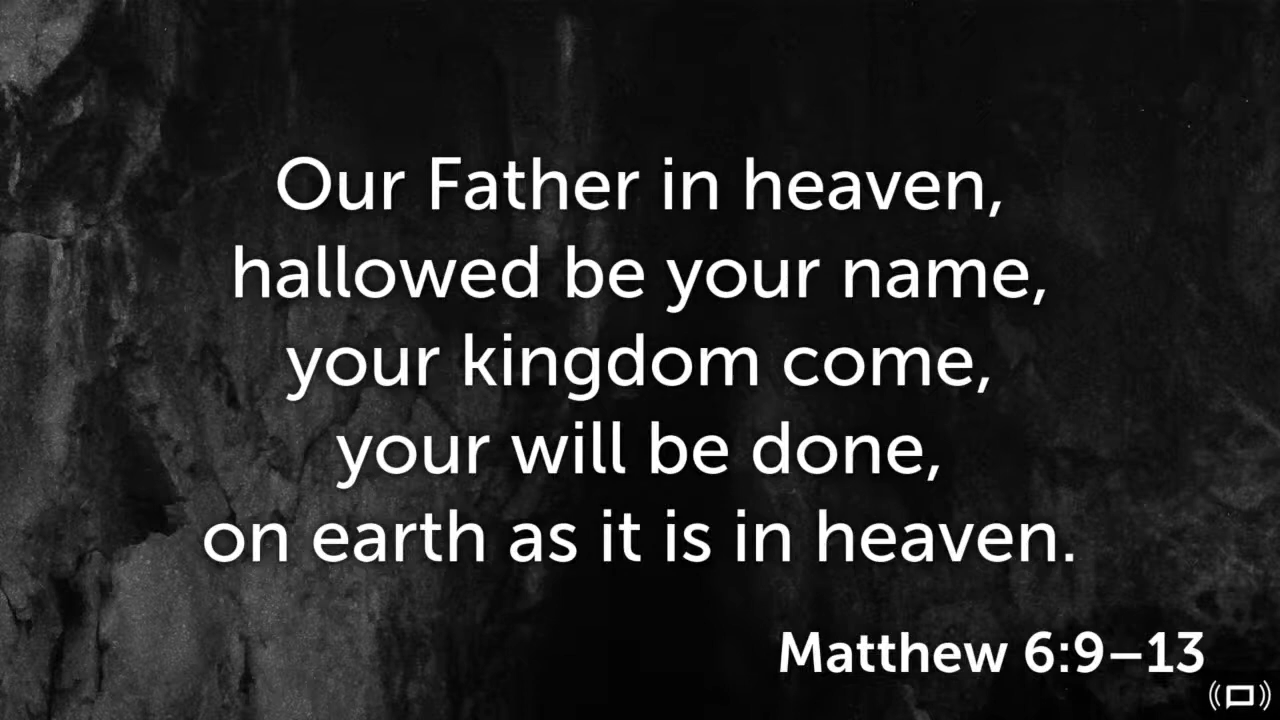 Our Father in heaven,
hallowed be your name,
your kingdom come,
your will be done,
on earth as it is in heaven.
Matthew 6:9–13